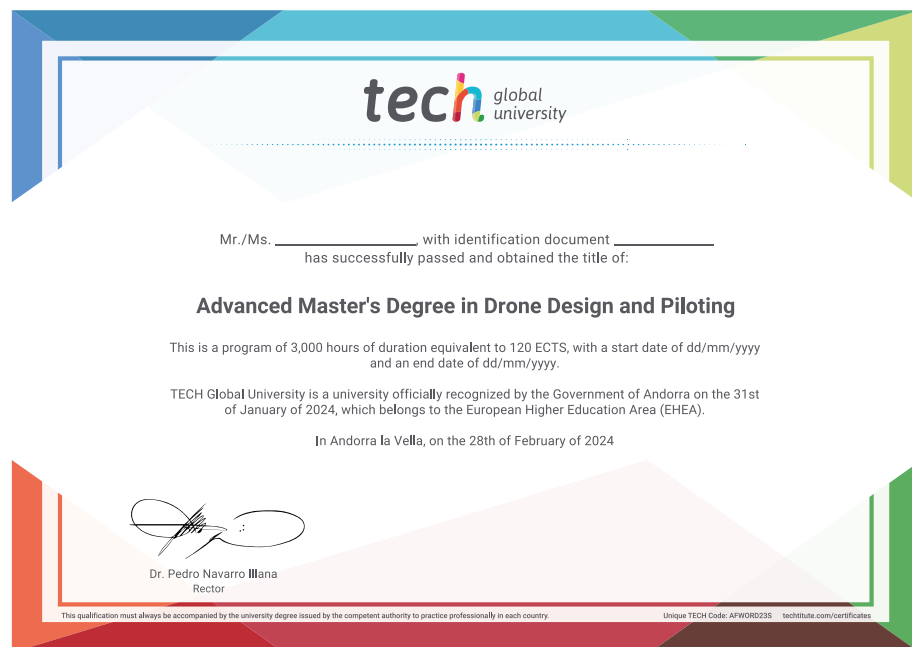 tech global university
Mr./Ms. ________________, with identification document ____________
has successfully passed and obtained the title of:
Advanced Master's Degree in Drone Design and Piloting
This is a program of 3,000 hours of duration equivalent to 120 ECTS, with a start date of dd/mm/yyyy
and an end date of dd/mm/yyyy.
TECH Global University is a university officially recognized by the Government of Andorra on the 31st
of January of 2024, which belongs to the European Higher Education Area (EHEA).
In Andorra la Vella, on the 28th of February of 2024
Dr. Pedro Navarro Illana
Rector
This qualification must always be accompanied by the university degree issued by the competent authority to practice professionally in each country.
Unique TECH Code: AFWORD23S techtitute.com/certificates